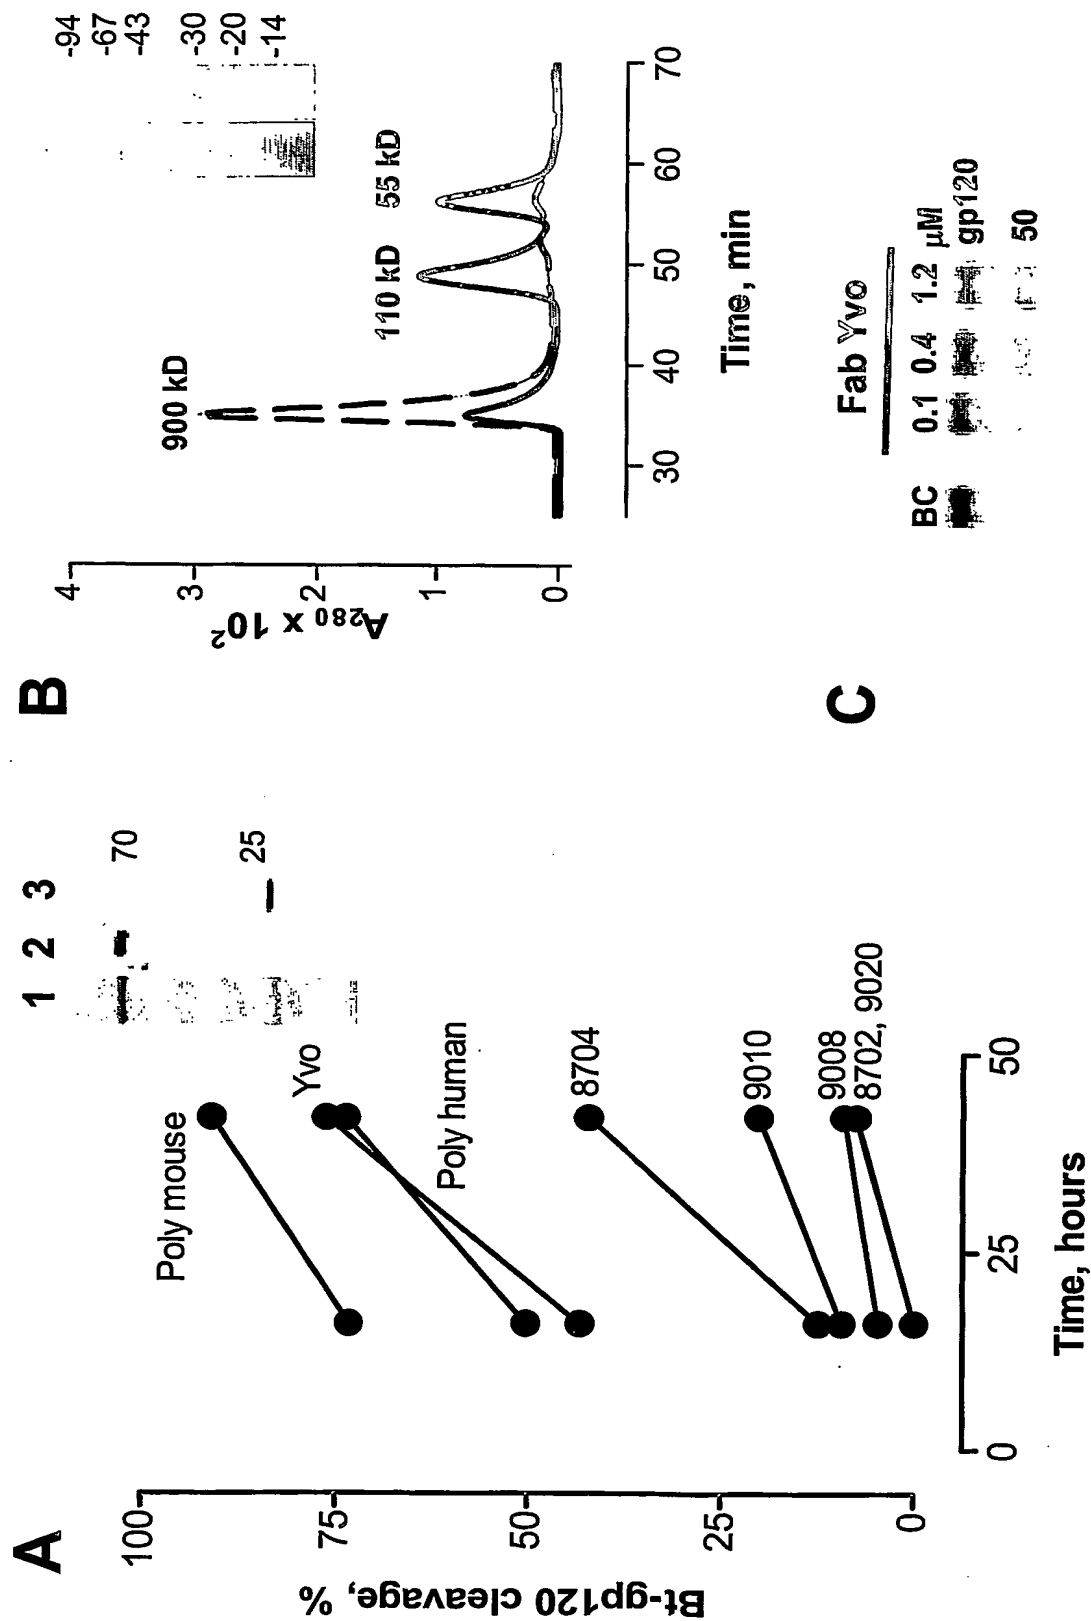 A
Bt-gp120 cleavage, %
100
75
50
25
0
Poly mouse
Yvo
Poly human
8704
9010
9008
8702, 9020
0
25
50
Time, hours
1 2 3
70
25
B
A280 x 10²
4
3
2
1
0
900 kD
110 kD
55 kD
-94
-67
-43
-30
-20
-14
30 40 50 60 70
Time, min
C
Fab Yvo
BC 0.1 0.4 1.2 µM
gp120
50